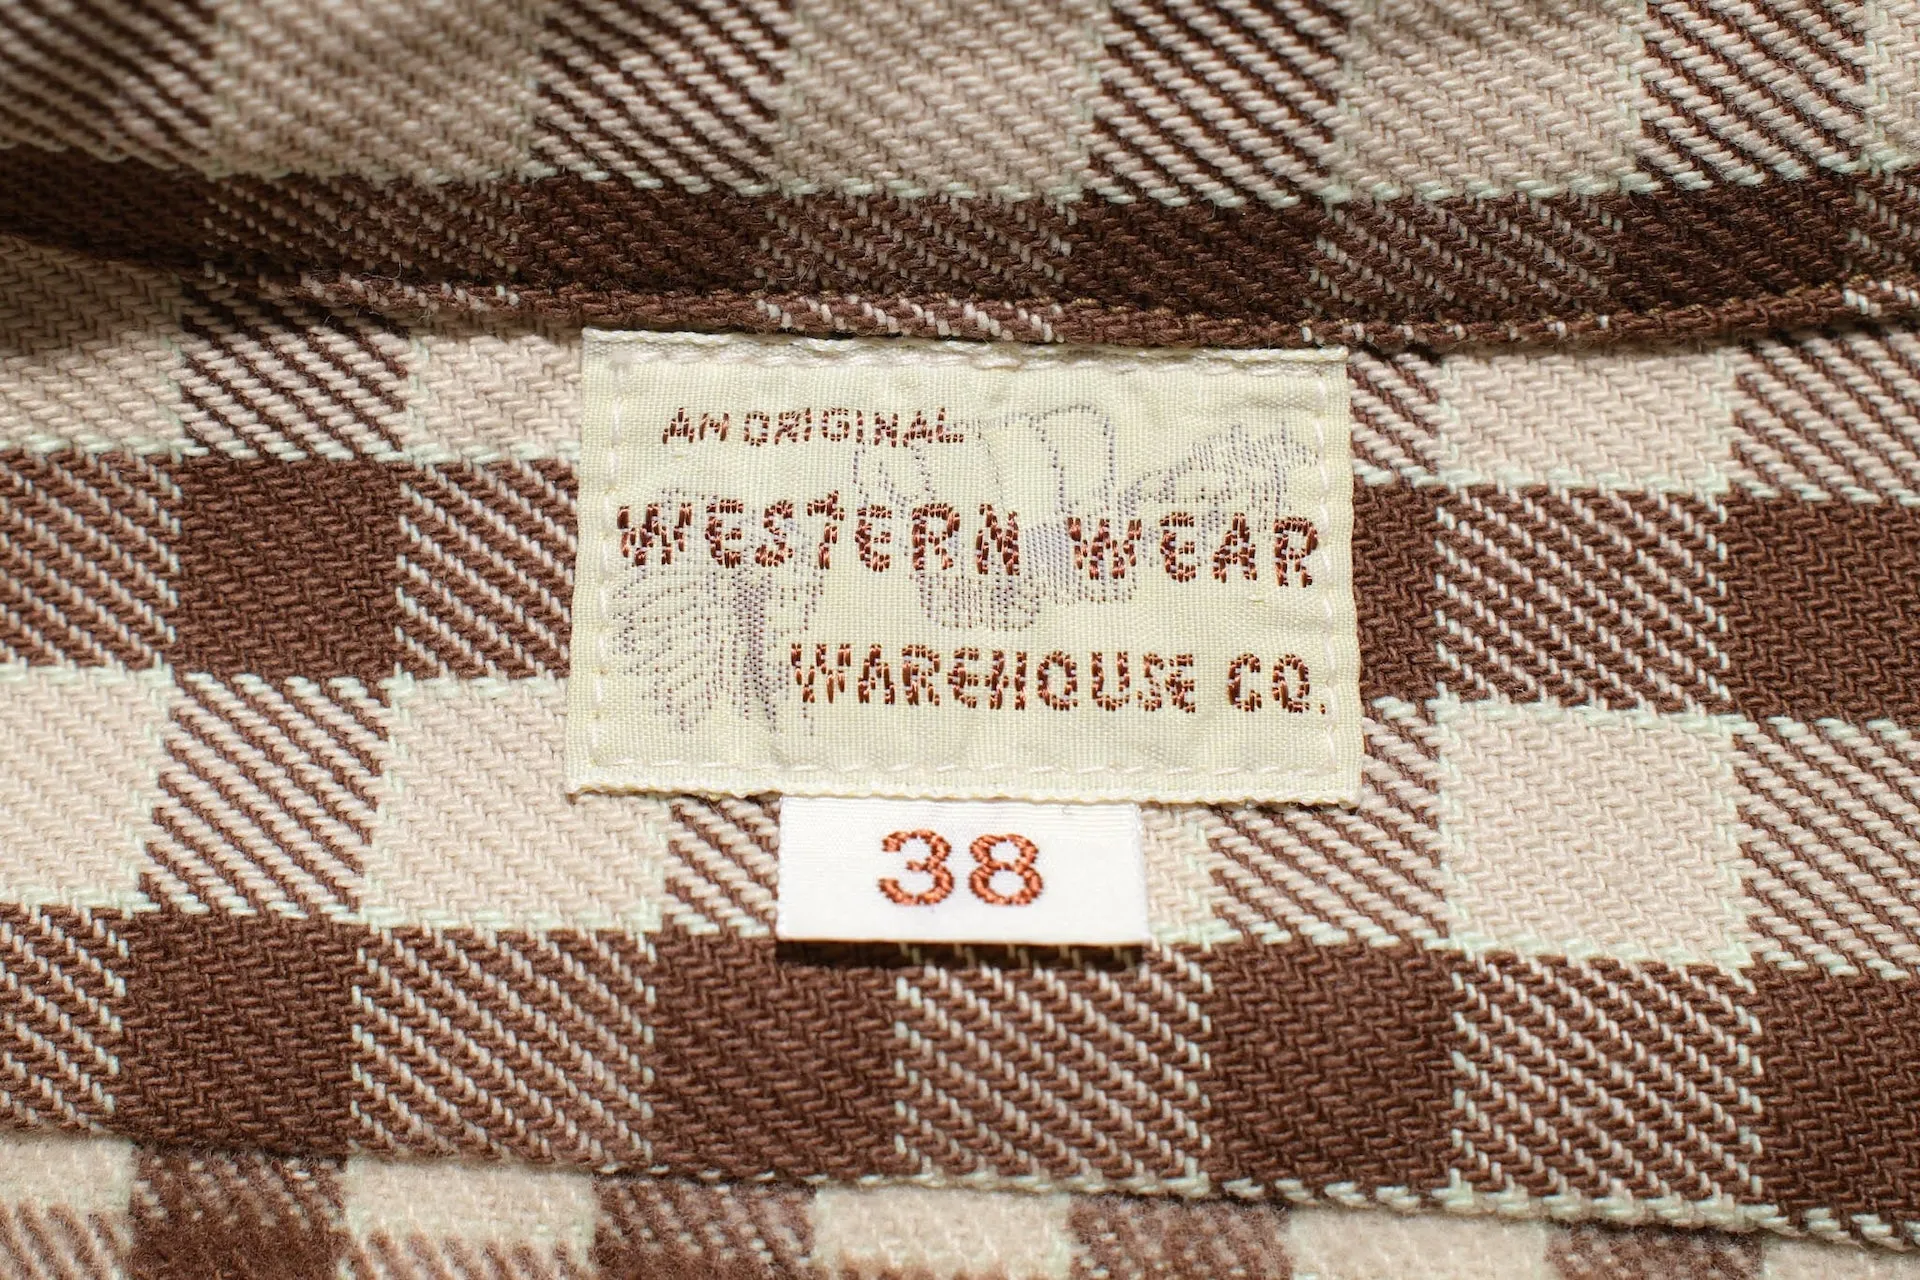 AN ORIGINAL
WESTERN WEAR
WAREHOUSE CO.
38